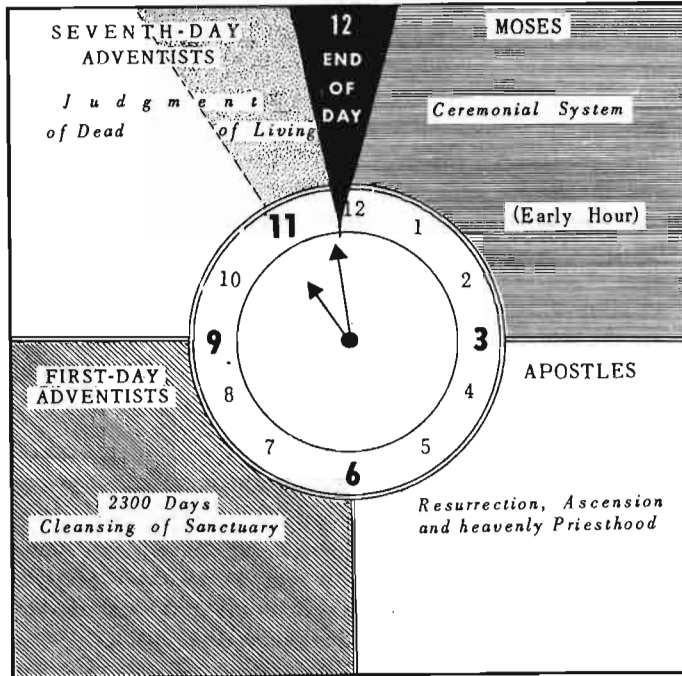 SEVENTH-DAY
ADVENTISTS
Judgment
of Dead of Living
12
END
OF
DAY
MOSES
Ceremonial System
(Early Hour)
12
1
2
3
4
5
6
7
8
9
10
11
FIRST-DAY
ADVENTISTS
2300 Days
Cleansing of Sanctuary
APOSTLES
Resurrection, Ascension
and heavenly Priesthood